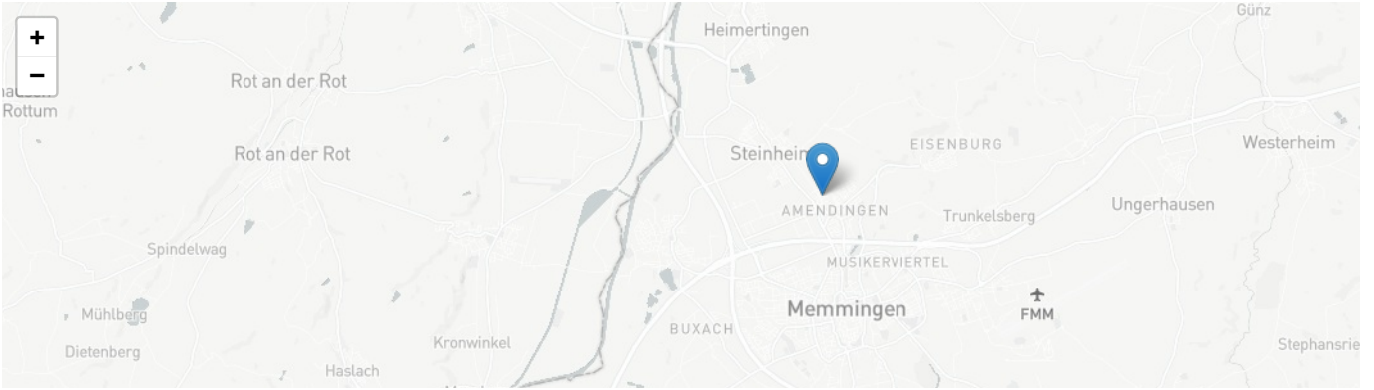 +
−
Günz
Heimertingen
Rot an der Rot
Rottum
Rot an der Rot
Westerheim
EISENBURG
AMENDINGEN
Ungerhausen
Trunkelsberg
Spindelwag
MUSIKERVIERTEL
Mühlberg
Memmingen
FMM
BUXACH
Kronwinkel
Dietenberg
Stephansrie
Haslach